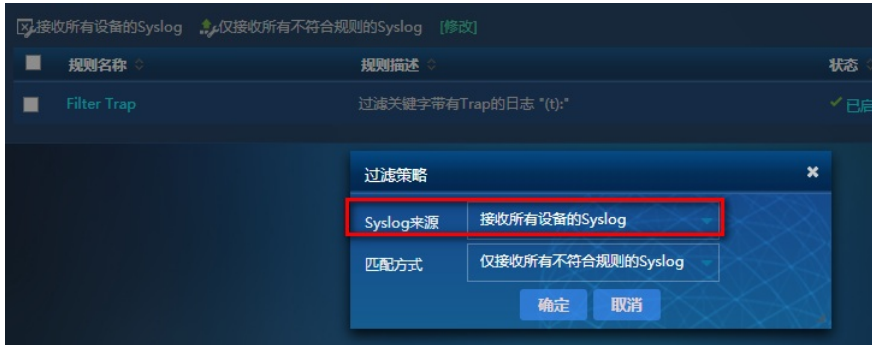 接收所有设备的Syslog 仅接收所有不符合规则的Syslog [修改]
规则名称 规则描述 状态
Filter Trap 过滤关键字带有Trap的日志 "(t):" 已启
过滤策略
Syslog来源 接收所有设备的Syslog
匹配方式 仅接收所有不符合规则的Syslog
确定 取消